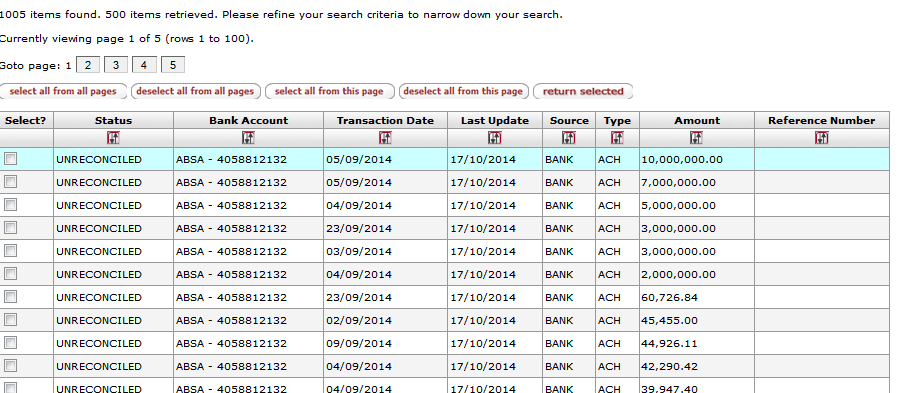 1005 items found. 500 items retrieved. Please refine your search criteria to narrow down your search.
Currently viewing page 1 of 5 (rows 1 to 100).
Goto page: 1 2 3 4 5
select all from all pages deselect all from all pages select all from this page deselect all from this page return selected
Select? Status Bank Account Transaction Date Last Update Source Type Amount Reference Number
UNRECONCILED ABSA - 4058812132 05/09/2014 17/10/2014 BANK ACH 10,000,000.00
UNRECONCILED ABSA - 4058812132 05/09/2014 17/10/2014 BANK ACH 7,000,000.00
UNRECONCILED ABSA - 4058812132 04/09/2014 17/10/2014 BANK ACH 5,000,000.00
UNRECONCILED ABSA - 4058812132 23/09/2014 17/10/2014 BANK ACH 3,000,000.00
UNRECONCILED ABSA - 4058812132 03/09/2014 17/10/2014 BANK ACH 3,000,000.00
UNRECONCILED ABSA - 4058812132 04/09/2014 17/10/2014 BANK ACH 2,000,000.00
UNRECONCILED ABSA - 4058812132 23/09/2014 17/10/2014 BANK ACH 60,726.84
UNRECONCILED ABSA - 4058812132 02/09/2014 17/10/2014 BANK ACH 45,455.00
UNRECONCILED ABSA - 4058812132 09/09/2014 17/10/2014 BANK ACH 44,926.11
UNRECONCILED ABSA - 4058812132 04/09/2014 17/10/2014 BANK ACH 42,290.42
UNRECONCILED ABSA - 4058812132 04/09/2014 17/10/2014 BANK ACH 39,947.40